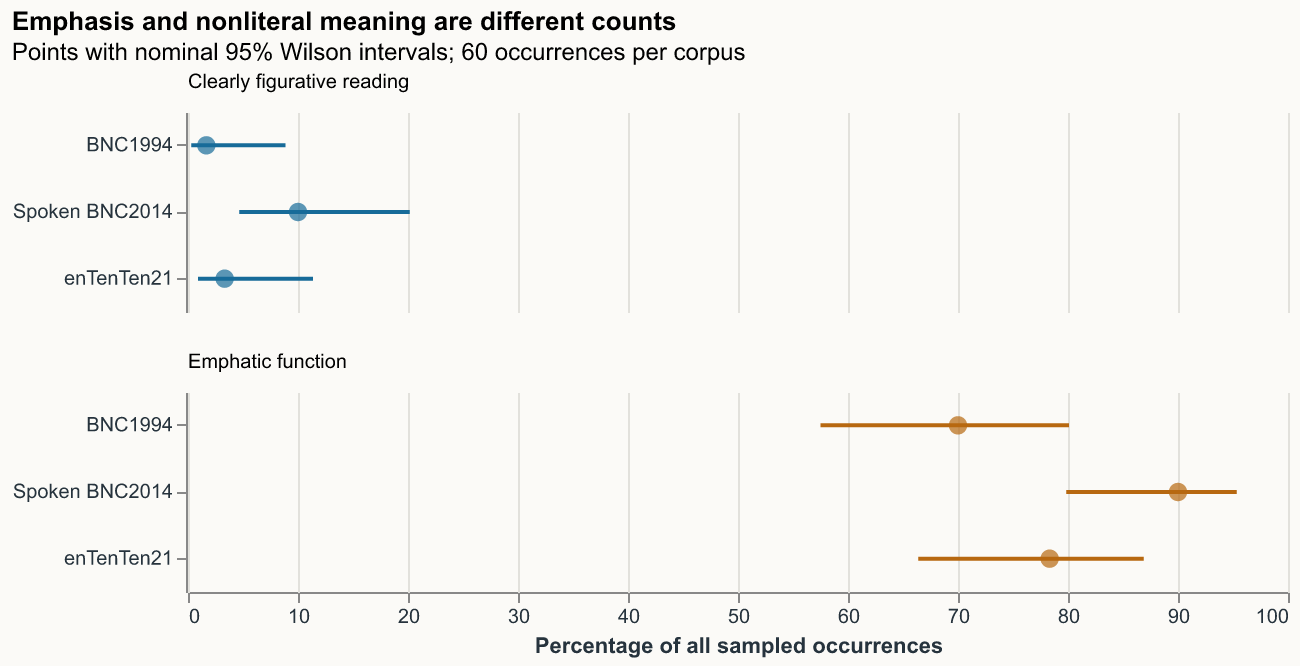 Emphasis and nonliteral meaning are different counts
Points with nominal 95% Wilson intervals; 60 occurrences per corpus
Clearly figurative reading
BNC1994
Spoken BNC2014
enTenTen21
Emphatic function
BNC1994
Spoken BNC2014
enTenTen21
0 10 20 30 40 50 60 70 80 90 100
Percentage of all sampled occurrences